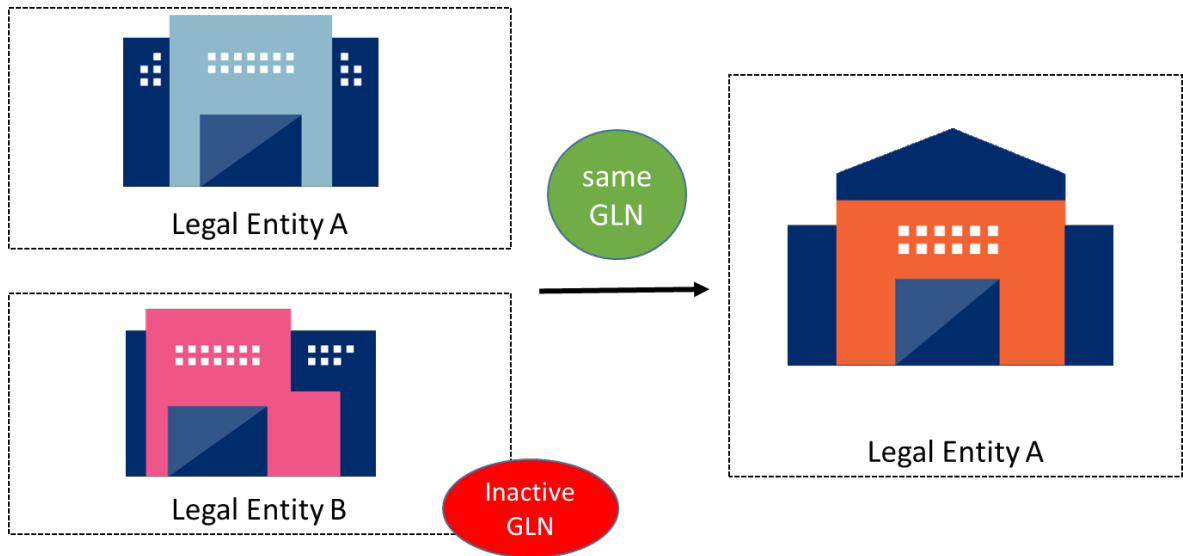 Legal Entity A
same
GLN
Legal Entity B
Inactive
GLN
Legal Entity A